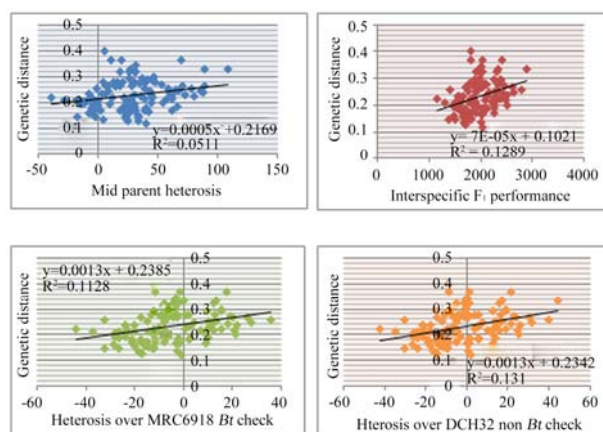 0.5
0.4
0.3
0.2
0.1
0
Genetic distance
y=0.0005x +0.2169
R²=0.0511
-50 0 50 100 150
Mid parent heterosis
0.5
0.4
0.3
0.2
0.1
0
Genetic distance
y= 7E-05x + 0.1021
R² = 0.1289
0 1000 2000 3000 4000
Interspecific F₁ performance
0.5
0.4
0.3
0.2
0.1
0
Genetic distance
y=0.0013x + 0.2385
R²=0.1128
-60 -40 -20 0 20 40
Heterosis over MRC6918 Bt check
0.5
0.4
0.3
0.2
0.1
0
Genetic distance
y=0.0013x + 0.2342
R²=0.131
-60 -40 -20 0 20 40 60
Hterosis over DCH32 non Bt check